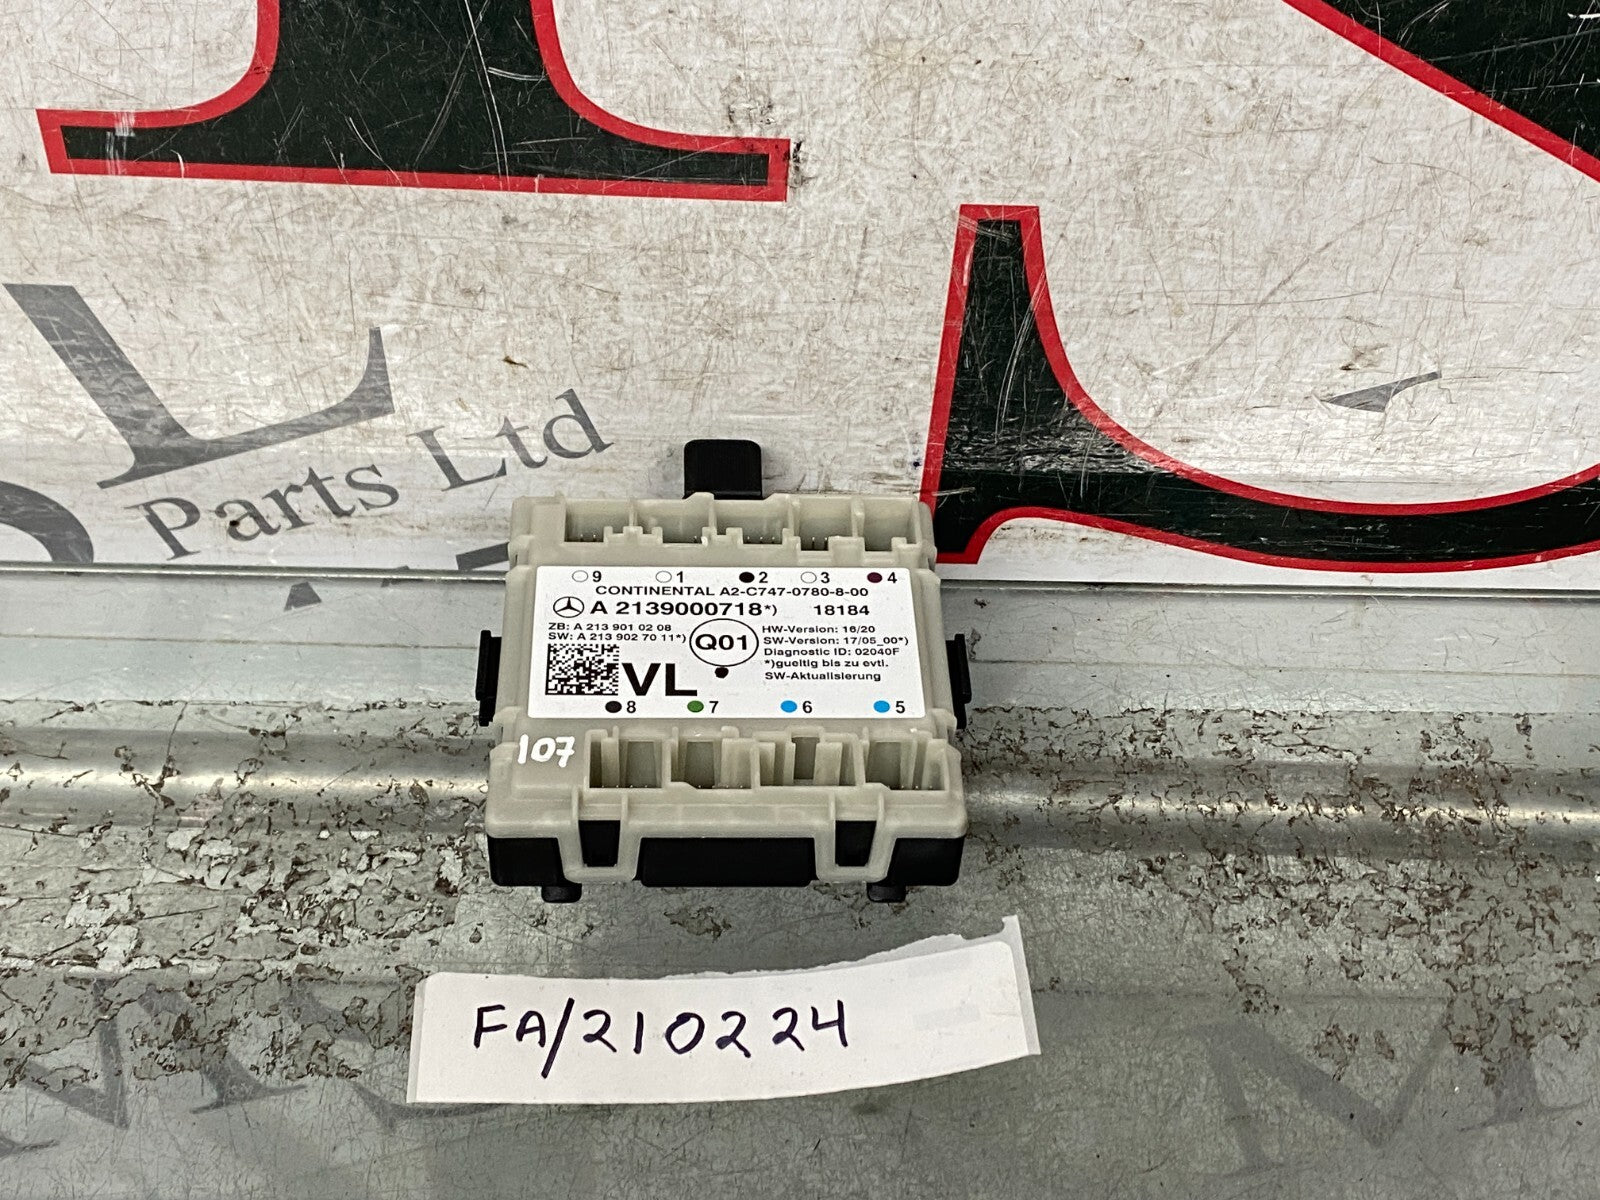 Parts Ltd
9 1 2 3 4
CONTINENTAL A2-C747-0780-8-00
A 2139000718*) 18184
ZB: A 213 901 02 08
SW: A 213 902 70 11*)
Q01
HW-Version: 16/20
SW-Version: 17/05_00*)
Diagnostic ID: 02040F
*)gueltig bis zu evtl.
SW-Aktualisierung
VL
8 7 6 5
107
FA/210224